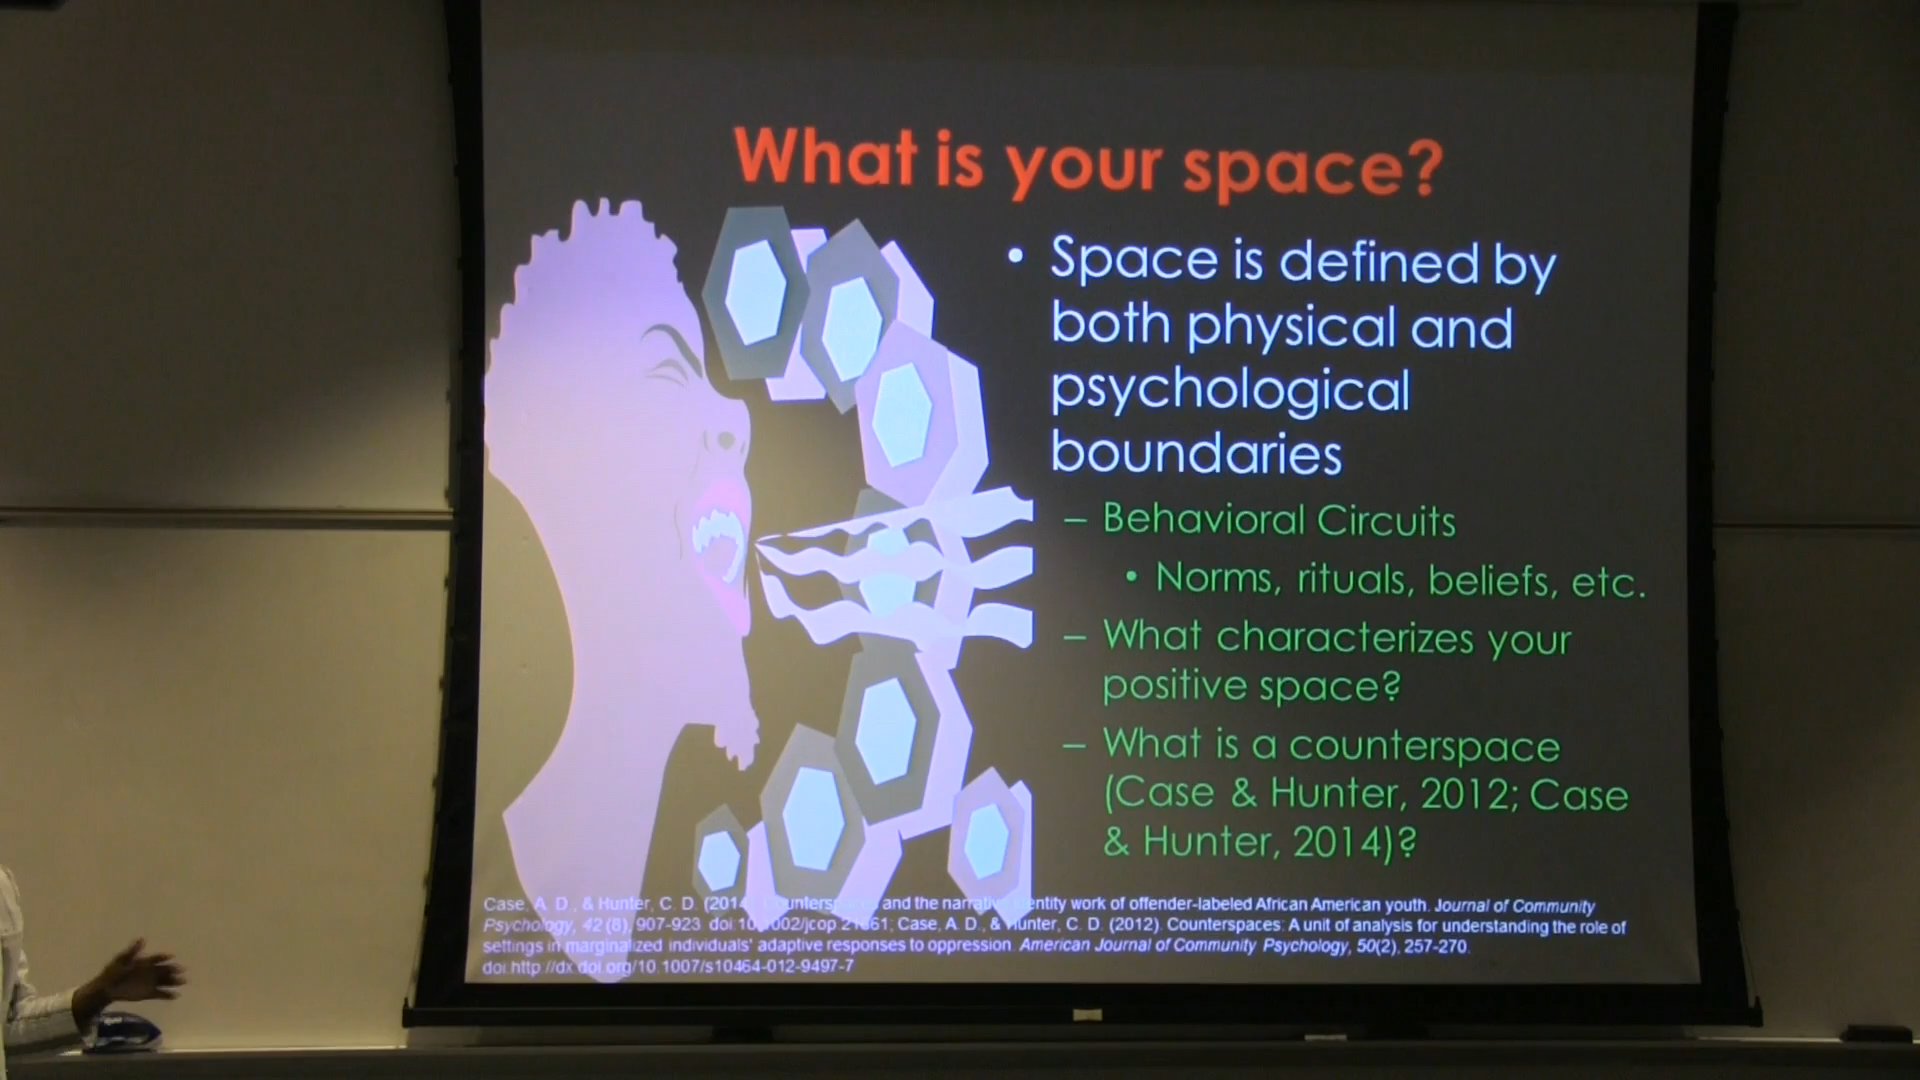 What is your space?
• Space is defined by
both physical and
psychological
boundaries
– Behavioral Circuits
• Norms, rituals, beliefs, etc.
– What characterizes your
positive space?
– What is a counterspace
(Case & Hunter, 2012; Case
& Hunter, 2014)?
Case, A. D., & Hunter, C. D. (2014 and the narrative identity work of offender-labeled African American youth. Journal of Community
Psychology, 42(8), 907-923. doi: Case, A. D., & Hunter, C. D. (2012). Counterspaces: A unit of analysis for understanding the role of
settings in marginalized individuals' adaptive responses to oppression. American Journal of Community Psychology, 50(2), 257-270.
doi:http://dx.doi.org/10.1007/s10464-012-9497-7